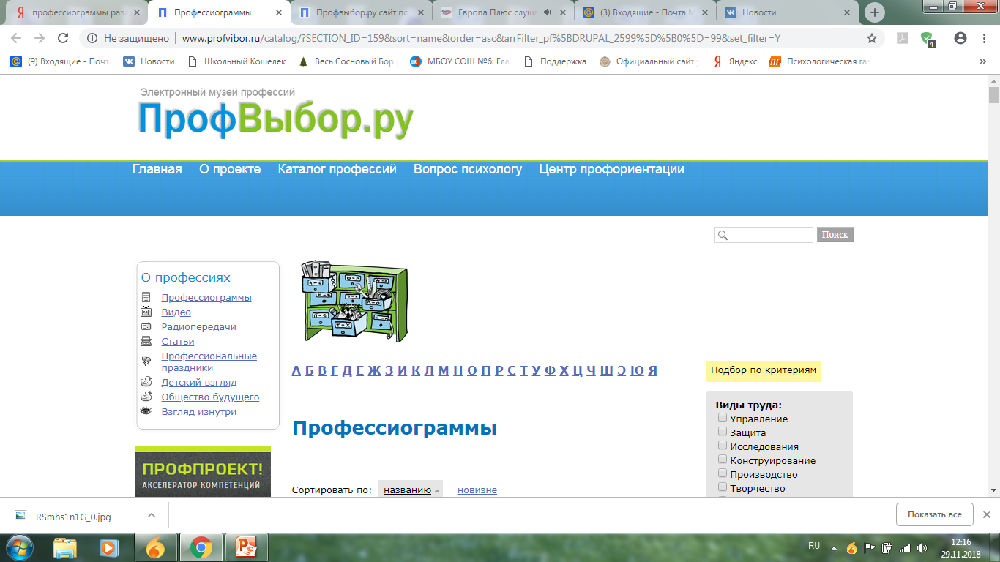 профессиограммы раз
Профессиограммы
Профвыбор.ру сайт по
Европа Плюс слуша
(3) Входящие - Почта M
Новости
Не защищено
www.profvibor.ru/catalog/?SECTION_ID=159&sort=name&order=asc&arrFilter_pf%5BDRUPAL_2599%5D%5B0%5D=99&set_filter=Y
4
(9) Входящие - Почт
Новости
Школьный Кошелек
Весь Сосновый Бор
МБОУ СОШ №6: Гла
Поддержка
Официальный сайт
Яндекс
Психологическая га
»
Электронный музей профессий
ПрофВыбор.ру
Главная О проекте Каталог профессий Вопрос психологу Центр профориентации
Поиск
О профессиях
Профессиограммы
Видео
Радиопередачи
Статьи
Профессиональные
праздники
Детский взгляд
Общество будущего
Взгляд изнутри
ПРОФПРОЕКТ!
АКСЕЛЕРАТОР КОМПЕТЕНЦИЙ
А Б В Г Д Е Ж З И К Л М Н О П Р С Т У Ф Х Ц Ч Ш Э Ю Я
Профессиограммы
Сортировать по: названию новизне
Подбор по критериям
Виды труда:
Управление
Защита
Исследования
Конструирование
Производство
Творчество
RSmhs1n1G_0.jpg
Показать все
RU
12:16
29.11.2018